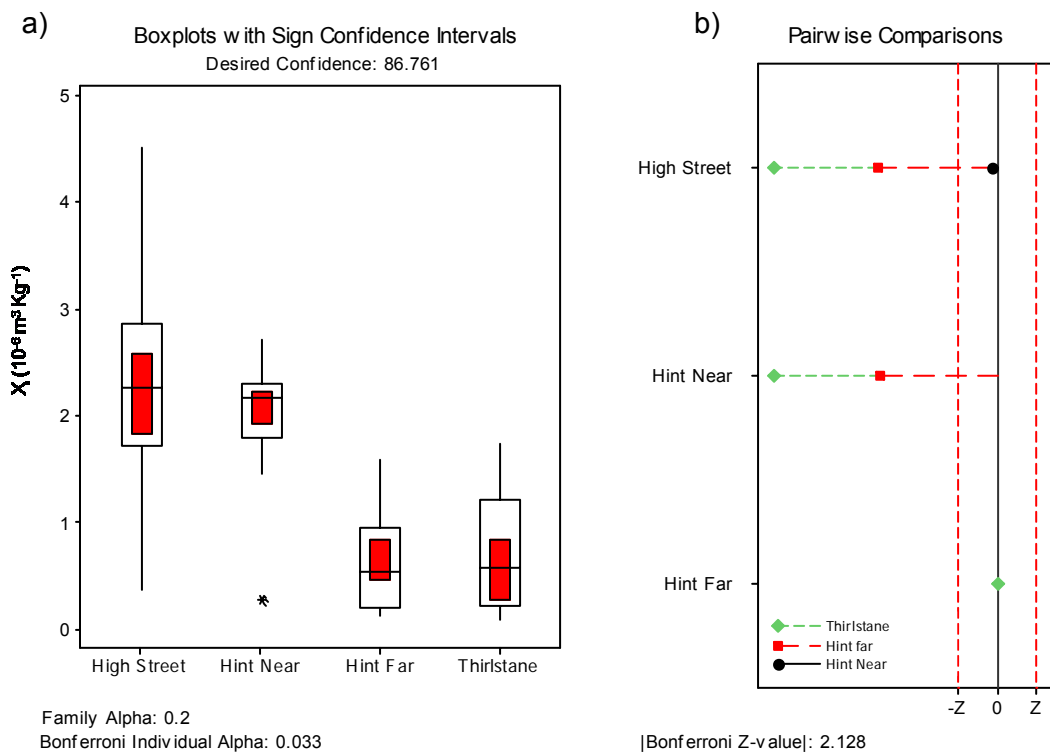 a)
Boxplots with Sign Confidence Intervals
Desired Confidence: 86.761
5
4
3
2
1
0
X (10⁻⁶ m³ Kg⁻¹)
High Street Hint Near Hint Far Thirlstane
Family Alpha: 0.2
Bonferroni Individual Alpha: 0.033
b)
Pairwise Comparisons
High Street
Hint Near
Hint Far
Thirlstane
Hint far
Hint Near
-Z 0 Z
|Bonferroni Z-value|: 2.128